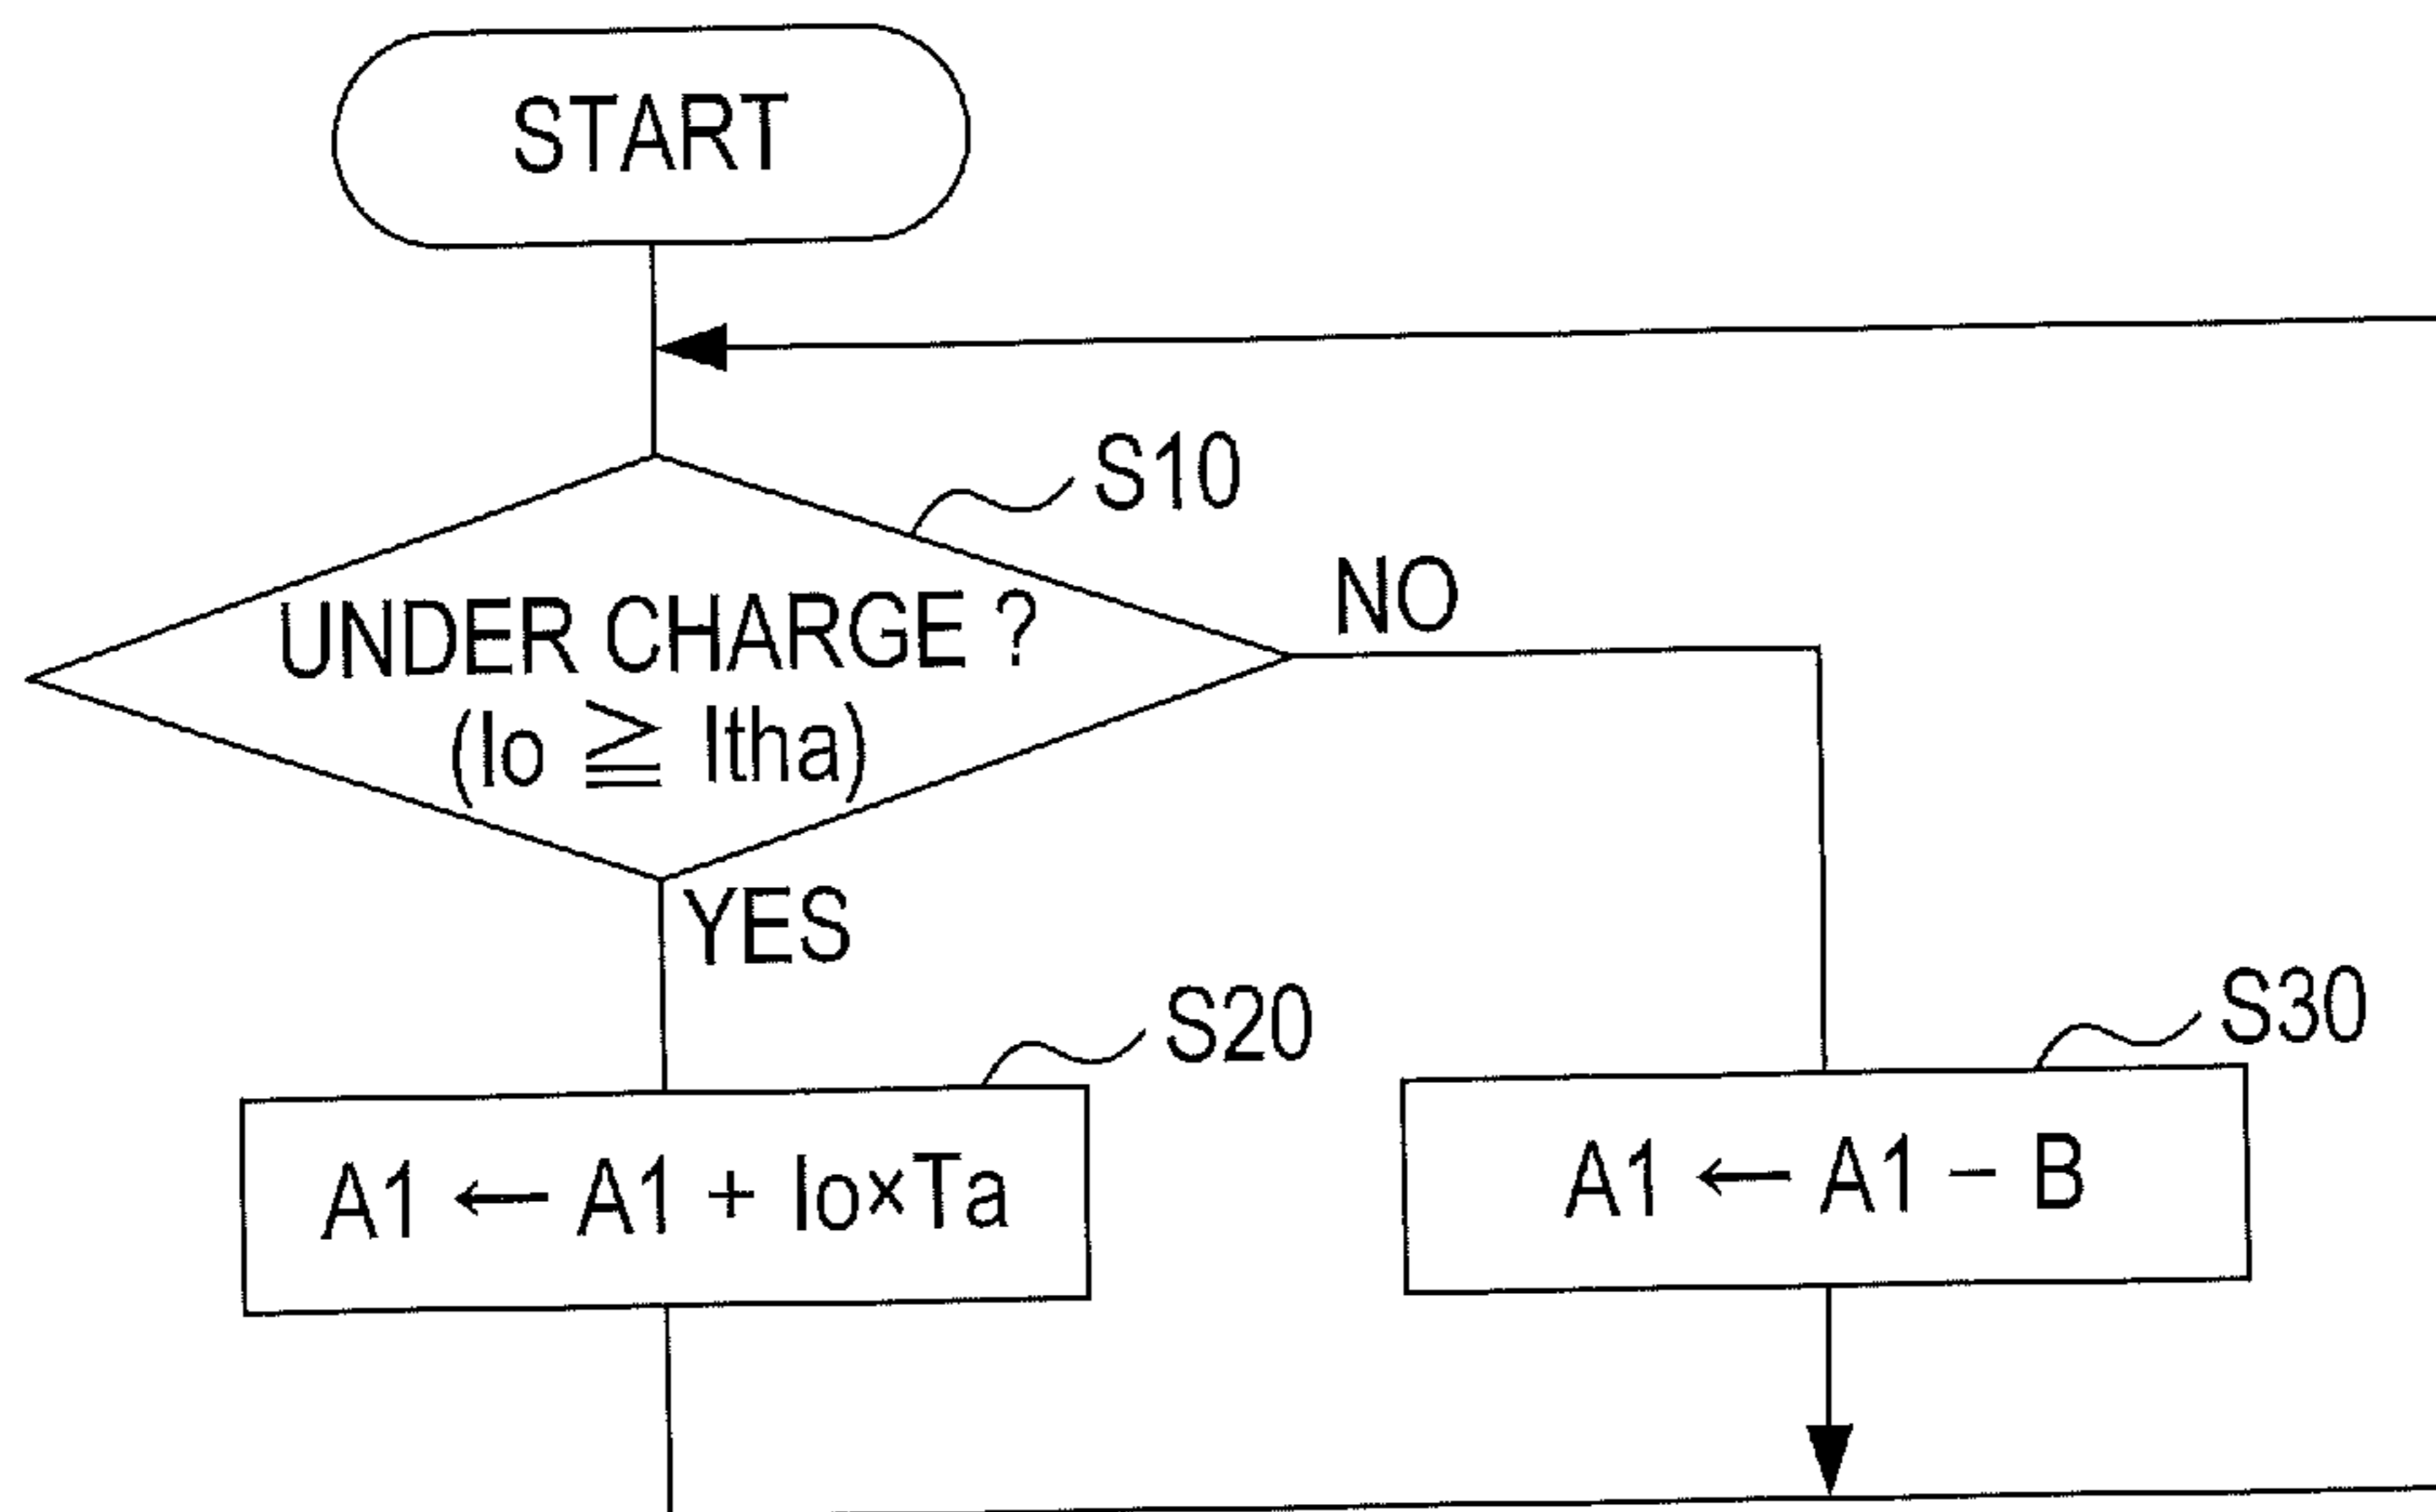 START
S10
UNDER CHARGE ?
(Io ≧ Itha)
NO
YES
S20
A1 ← A1 + Io×Ta
S30
A1 ← A1 − B